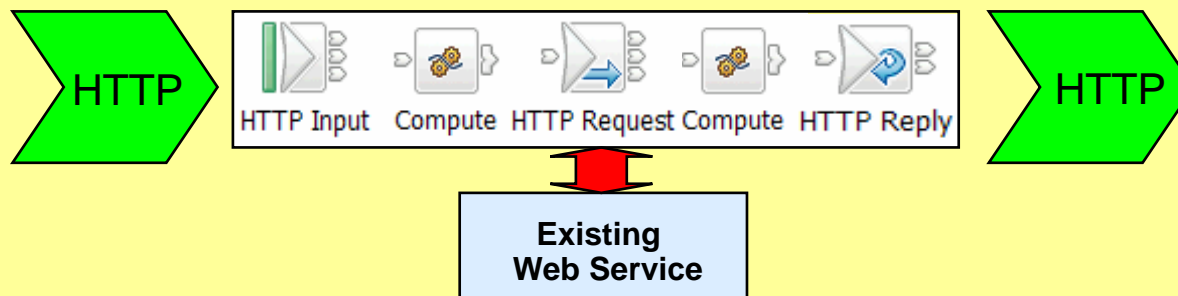 HTTP
HTTP Input Compute HTTP Request Compute HTTP Reply
HTTP
Existing
Web Service